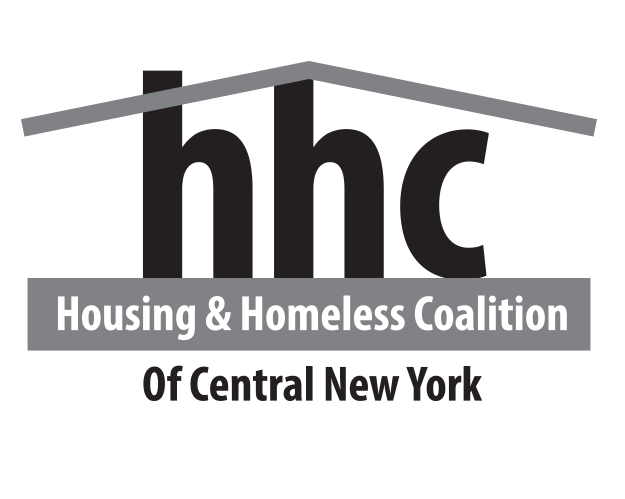 hhc
Housing & Homeless Coalition
Of Central New York